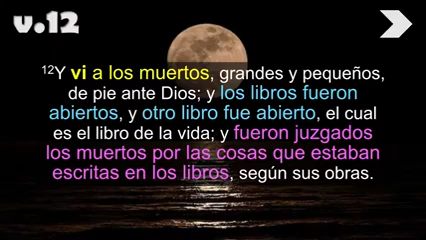 v.12
12Y vi a los muertos, grandes y pequeños,
de pie ante Dios; y los libros fueron
abiertos, y otro libro fue abierto, el cual
es el libro de la vida; y fueron juzgados
los muertos por las cosas que estaban
escritas en los libros, según sus obras.